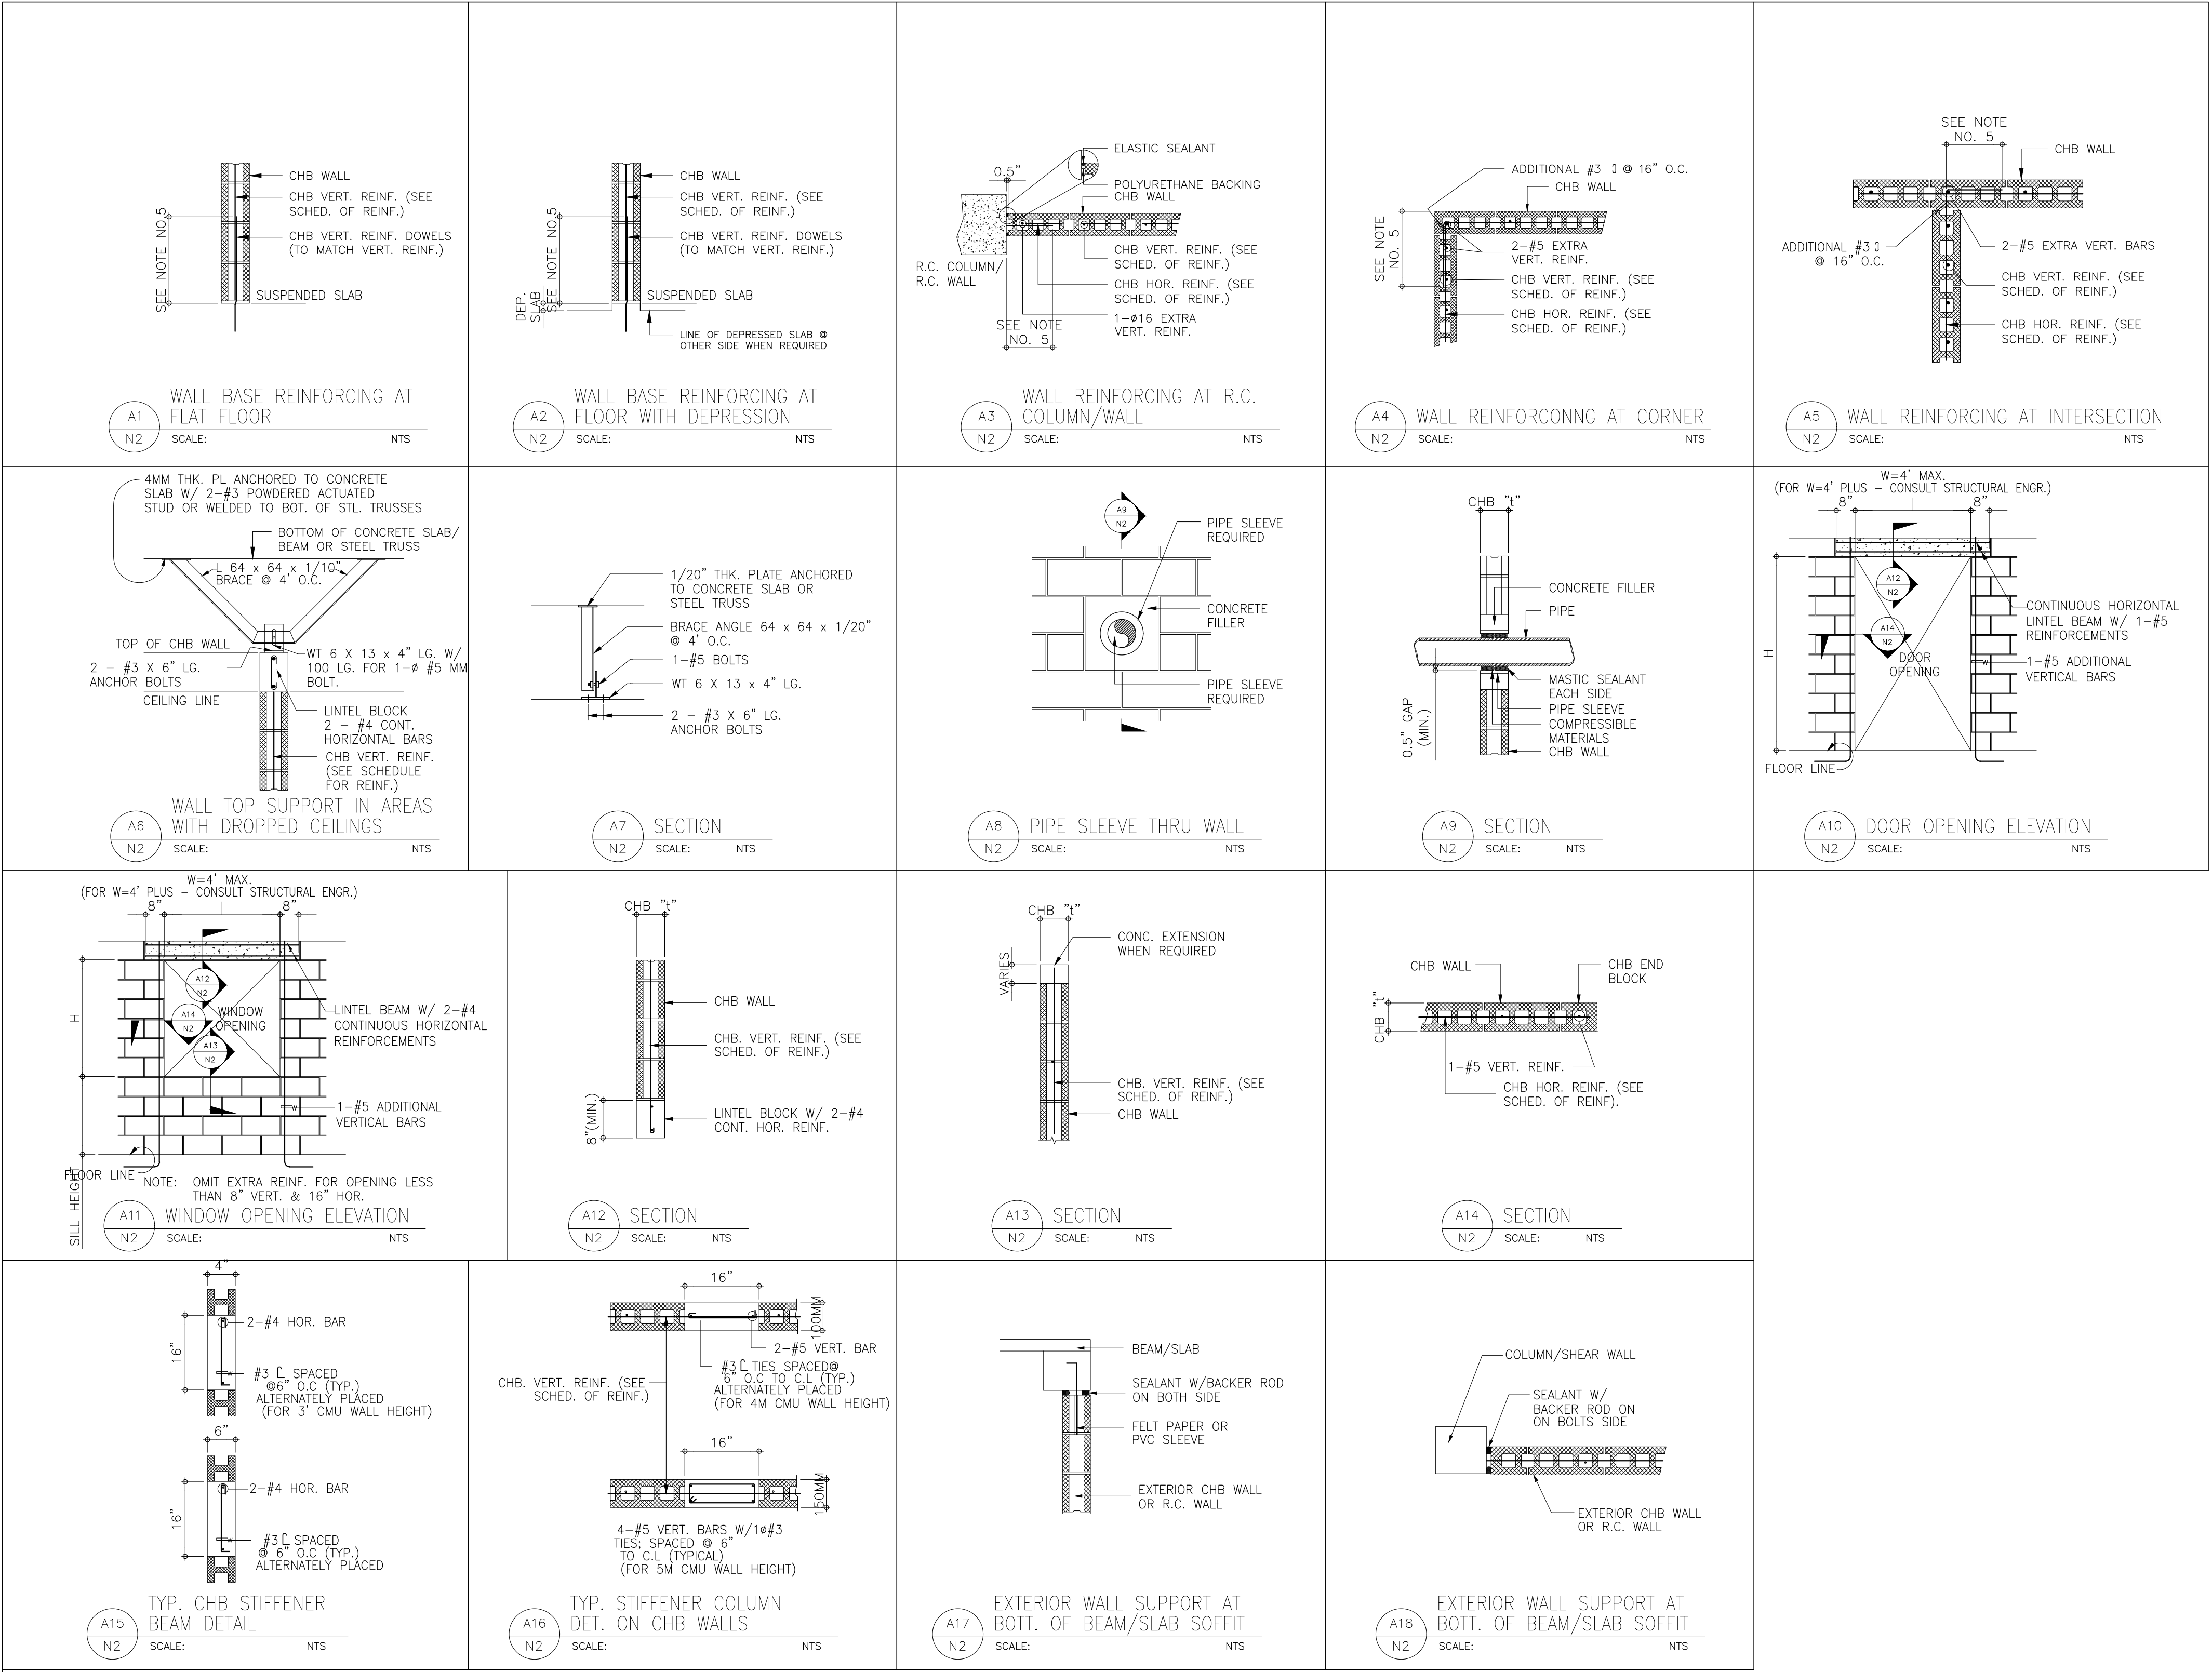 SEE NOTE NO.5
CHB WALL
CHB VERT. REINF. (SEE
SCHED. OF REINF.)
CHB VERT. REINF. DOWELS
(TO MATCH VERT. REINF.)
SUSPENDED SLAB
A1
N2
WALL BASE REINFORCING AT
FLAT FLOOR
SCALE: NTS
SEE NOTE NO.5
DEP.
SLAB
CHB WALL
CHB VERT. REINF. (SEE
SCHED. OF REINF.)
CHB VERT. REINF. DOWELS
(TO MATCH VERT. REINF.)
SUSPENDED SLAB
LINE OF DEPRESSED SLAB @
OTHER SIDE WHEN REQUIRED
A2
N2
WALL BASE REINFORCING AT
FLOOR WITH DEPRESSION
SCALE: NTS
0.5"
ELASTIC SEALANT
POLYURETHANE BACKING
CHB WALL
R.C. COLUMN/
R.C. WALL
CHB VERT. REINF. (SEE
SCHED. OF REINF.)
CHB HOR. REINF. (SEE
SCHED. OF REINF.)
1-ø16 EXTRA
VERT. REINF.
SEE NOTE
NO. 5
A3
N2
WALL REINFORCING AT R.C.
COLUMN/WALL
SCALE: NTS
ADDITIONAL #3 @ 16" O.C.
CHB WALL
SEE NOTE
NO. 5
2-#5 EXTRA
VERT. REINF.
CHB VERT. REINF. (SEE
SCHED. OF REINF.)
CHB HOR. REINF. (SEE
SCHED. OF REINF.)
A4
N2
WALL REINFORCONNG AT CORNER
SCALE: NTS
SEE NOTE
NO. 5
CHB WALL
ADDITIONAL #3
@ 16" O.C.
2-#5 EXTRA VERT. BARS
CHB VERT. REINF. (SEE
SCHED. OF REINF.)
CHB HOR. REINF. (SEE
SCHED. OF REINF.)
A5
N2
WALL REINFORCING AT INTERSECTION
SCALE: NTS
4MM THK. PL ANCHORED TO CONCRETE
SLAB W/ 2-#3 POWDERED ACTUATED
STUD OR WELDED TO BOT. OF STL. TRUSSES
BOTTOM OF CONCRETE SLAB/
BEAM OR STEEL TRUSS
L 64 x 64 x 1/10"
BRACE @ 4' O.C.
TOP OF CHB WALL
2 - #3 X 6" LG.
ANCHOR BOLTS
CEILING LINE
WT 6 X 13 x 4" LG. W/
100 LG. FOR 1-ø #5 MM
BOLT.
LINTEL BLOCK
2 - #4 CONT.
HORIZONTAL BARS
CHB VERT. REINF.
(SEE SCHEDULE
FOR REINF.)
A6
N2
WALL TOP SUPPORT IN AREAS
WITH DROPPED CEILINGS
SCALE: NTS
1/20" THK. PLATE ANCHORED
TO CONCRETE SLAB OR
STEEL TRUSS
BRACE ANGLE 64 x 64 x 1/20"
@ 4' O.C.
1-#5 BOLTS
WT 6 X 13 x 4" LG.
2 - #3 X 6" LG.
ANCHOR BOLTS
A7
N2
SECTION
SCALE: NTS
A9
N2
PIPE SLEEVE
REQUIRED
CONCRETE
FILLER
PIPE SLEEVE
REQUIRED
A8
N2
PIPE SLEEVE THRU WALL
SCALE: NTS
CHB "t"
CONCRETE FILLER
PIPE
0.5" GAP
(MIN.)
MASTIC SEALANT
EACH SIDE
PIPE SLEEVE
COMPRESSIBLE
MATERIALS
CHB WALL
A9
N2
SECTION
SCALE: NTS
W=4' MAX.
(FOR W=4' PLUS - CONSULT STRUCTURAL ENGR.)
8" 8"
A12
N2
A14
N2
H
DOOR
OPENING
CONTINUOUS HORIZONTAL
LINTEL BEAM W/ 1-#5
REINFORCEMENTS
1-#5 ADDITIONAL
VERTICAL BARS
FLOOR LINE
A10
N2
DOOR OPENING ELEVATION
SCALE: NTS
W=4' MAX.
(FOR W=4' PLUS - CONSULT STRUCTURAL ENGR.)
8" 8"
A12
N2
A14
N2
A13
N2
H
WINDOW
OPENING
LINTEL BEAM W/ 2-#4
CONTINUOUS HORIZONTAL
REINFORCEMENTS
W
1-#5 ADDITIONAL
VERTICAL BARS
FLOOR LINE
SILL HEIGHT
NOTE: OMIT EXTRA REINF. FOR OPENING LESS
THAN 8" VERT. & 16" HOR.
A11
N2
WINDOW OPENING ELEVATION
SCALE: NTS
CHB "t"
CHB WALL
CHB. VERT. REINF. (SEE
SCHED. OF REINF.)
8"(MIN.)
LINTEL BLOCK W/ 2-#4
CONT. HOR. REINF.
A12
N2
SECTION
SCALE: NTS
CHB "t"
CONC. EXTENSION
WHEN REQUIRED
VARIES
CHB. VERT. REINF. (SEE
SCHED. OF REINF.)
CHB WALL
A13
N2
SECTION
SCALE: NTS
CHB WALL
CHB END
BLOCK
CHB "t"
1-#5 VERT. REINF.
CHB HOR. REINF. (SEE
SCHED. OF REINF).
A14
N2
SECTION
SCALE: NTS
4"
16"
2-#4 HOR. BAR
W
#3 SPACED
@6" O.C (TYP.)
ALTERNATELY PLACED
(FOR 3' CMU WALL HEIGHT)
6"
16"
2-#4 HOR. BAR
W
#3 SPACED
@ 6" O.C (TYP.)
ALTERNATELY PLACED
A15
N2
TYP. CHB STIFFENER
BEAM DETAIL
SCALE: NTS
16"
100MM
2-#5 VERT. BAR
#3 TIES SPACED@
6" O.C TO C.L (TYP.)
ALTERNATELY PLACED
(FOR 4M CMU WALL HEIGHT)
CHB. VERT. REINF. (SEE
SCHED. OF REINF.)
16"
150MM
4-#5 VERT. BARS W/1ø#3
TIES; SPACED @ 6"
TO C.L (TYPICAL)
(FOR 5M CMU WALL HEIGHT)
A16
N2
TYP. STIFFENER COLUMN
DET. ON CHB WALLS
SCALE: NTS
BEAM/SLAB
SEALANT W/BACKER ROD
ON BOTH SIDE
FELT PAPER OR
PVC SLEEVE
EXTERIOR CHB WALL
OR R.C. WALL
A17
N2
EXTERIOR WALL SUPPORT AT
BOTT. OF BEAM/SLAB SOFFIT
SCALE: NTS
COLUMN/SHEAR WALL
SEALANT W/
BACKER ROD ON
ON BOLTS SIDE
EXTERIOR CHB WALL
OR R.C. WALL
A18
N2
EXTERIOR WALL SUPPORT AT
BOTT. OF BEAM/SLAB SOFFIT
SCALE: NTS